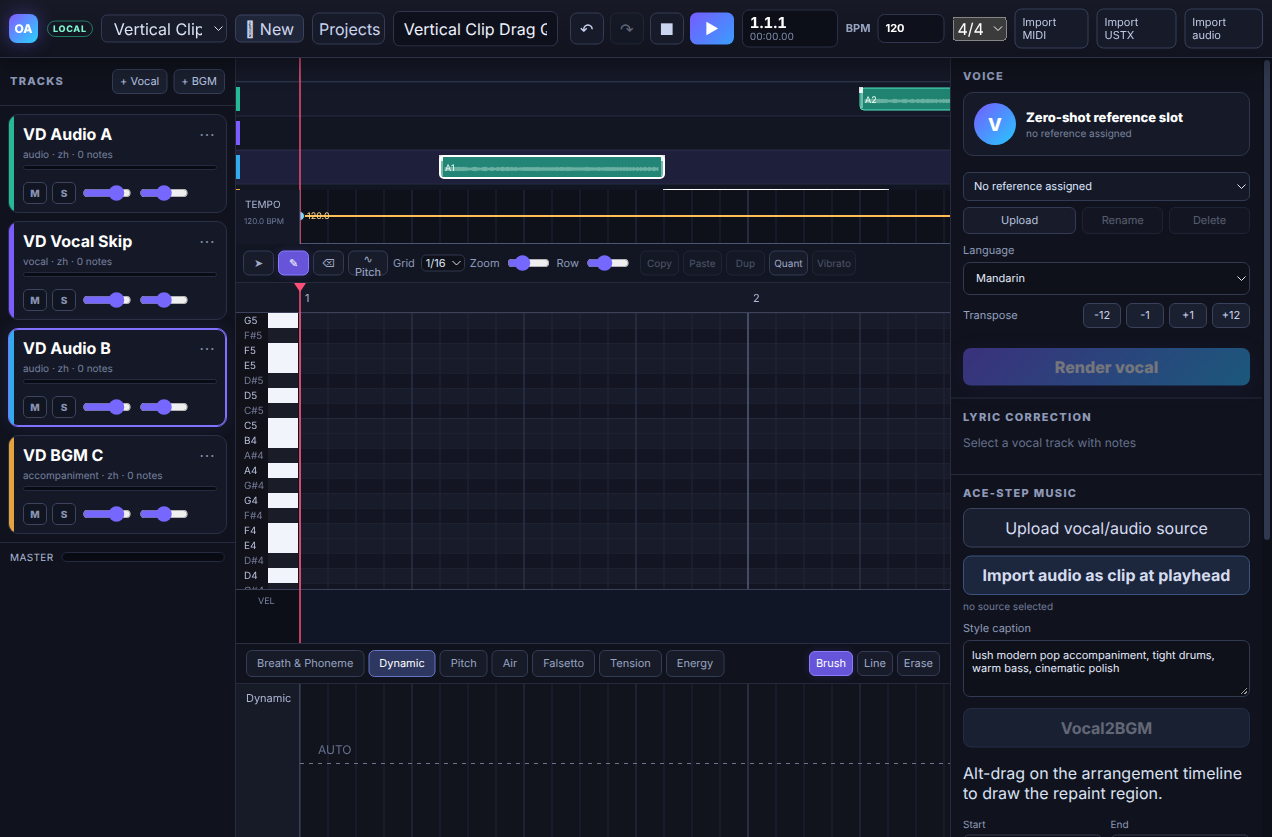 OA LOCAL Vertical Clip New Projects Vertical Clip Drag 1.1.1 00:00.00 BPM 120 4/4 Import MIDI Import USTX Import audio
TRACKS + Vocal + BGM
VD Audio A ...
audio · zh · 0 notes
M S
VD Vocal Skip ...
vocal · zh · 0 notes
M S
VD Audio B ...
audio · zh · 0 notes
M S
VD BGM C ...
accompaniment · zh · 0 notes
M S
MASTER
A2
A1
TEMPO
120.0 BPM
120.0
Pitch Grid 1/16 Zoom Row Copy Paste Dup Quant Vibrato
1 2
G5
F#5
F5
E5
D#5
D5
C#5
C5
B4
A#4
A4
G#4
G4
F#4
F4
E4
D#4
D4
VEL
Breath & Phoneme Dynamic Pitch Air Falsetto Tension Energy Brush Line Erase
Dynamic
AUTO
VOICE
V
Zero-shot reference slot
no reference assigned
No reference assigned
Upload Rename Delete
Language
Mandarin
Transpose -12 -1 +1 +12
Render vocal
LYRIC CORRECTION
Select a vocal track with notes
ACE-STEP MUSIC
Upload vocal/audio source
Import audio as clip at playhead
no source selected
Style caption
lush modern pop accompaniment, tight drums,
warm bass, cinematic polish
Vocal2BGM
Alt-drag on the arrangement timeline
to draw the repaint region.
Start End